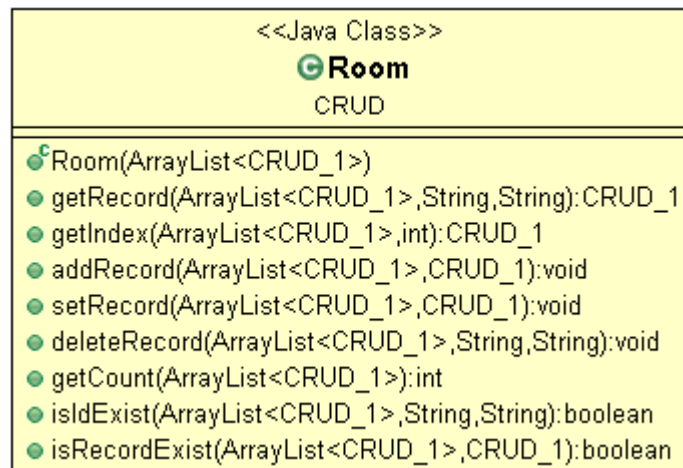 <<Java Class>>
Room
CRUD
Room(ArrayList<CRUD_1>)
getRecord(ArrayList<CRUD_1>,String,String):CRUD_1
getIndex(ArrayList<CRUD_1>,int):CRUD_1
addRecord(ArrayList<CRUD_1>,CRUD_1):void
setRecord(ArrayList<CRUD_1>,CRUD_1):void
deleteRecord(ArrayList<CRUD_1>,String,String):void
getCount(ArrayList<CRUD_1>):int
isIdExist(ArrayList<CRUD_1>,String,String):boolean
isRecordExist(ArrayList<CRUD_1>,CRUD_1):boolean